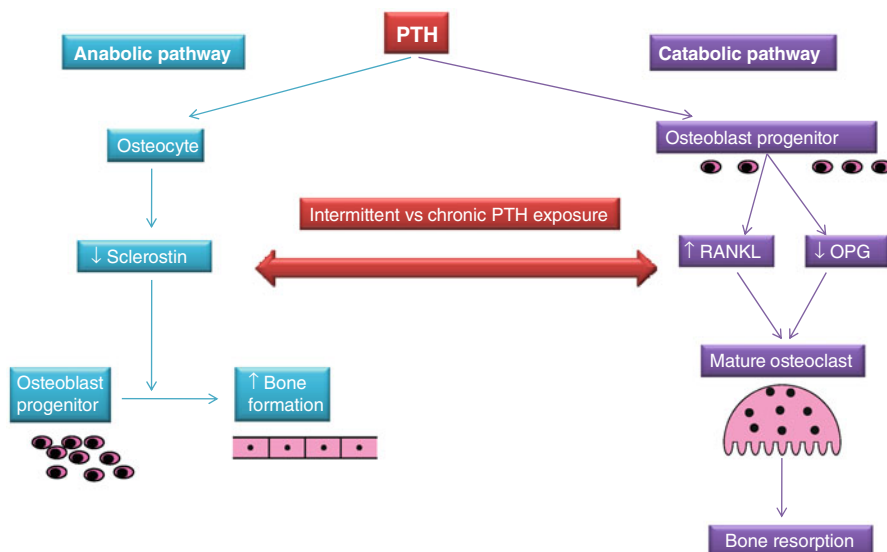 PTH
Anabolic pathway
Catabolic pathway
Osteocyte
Osteoblast progenitor
Intermittent vs chronic PTH exposure
↓ Sclerostin
↑ RANKL
↓ OPG
Mature osteoclast
Osteoblast
progenitor
↑ Bone
formation
Bone resorption